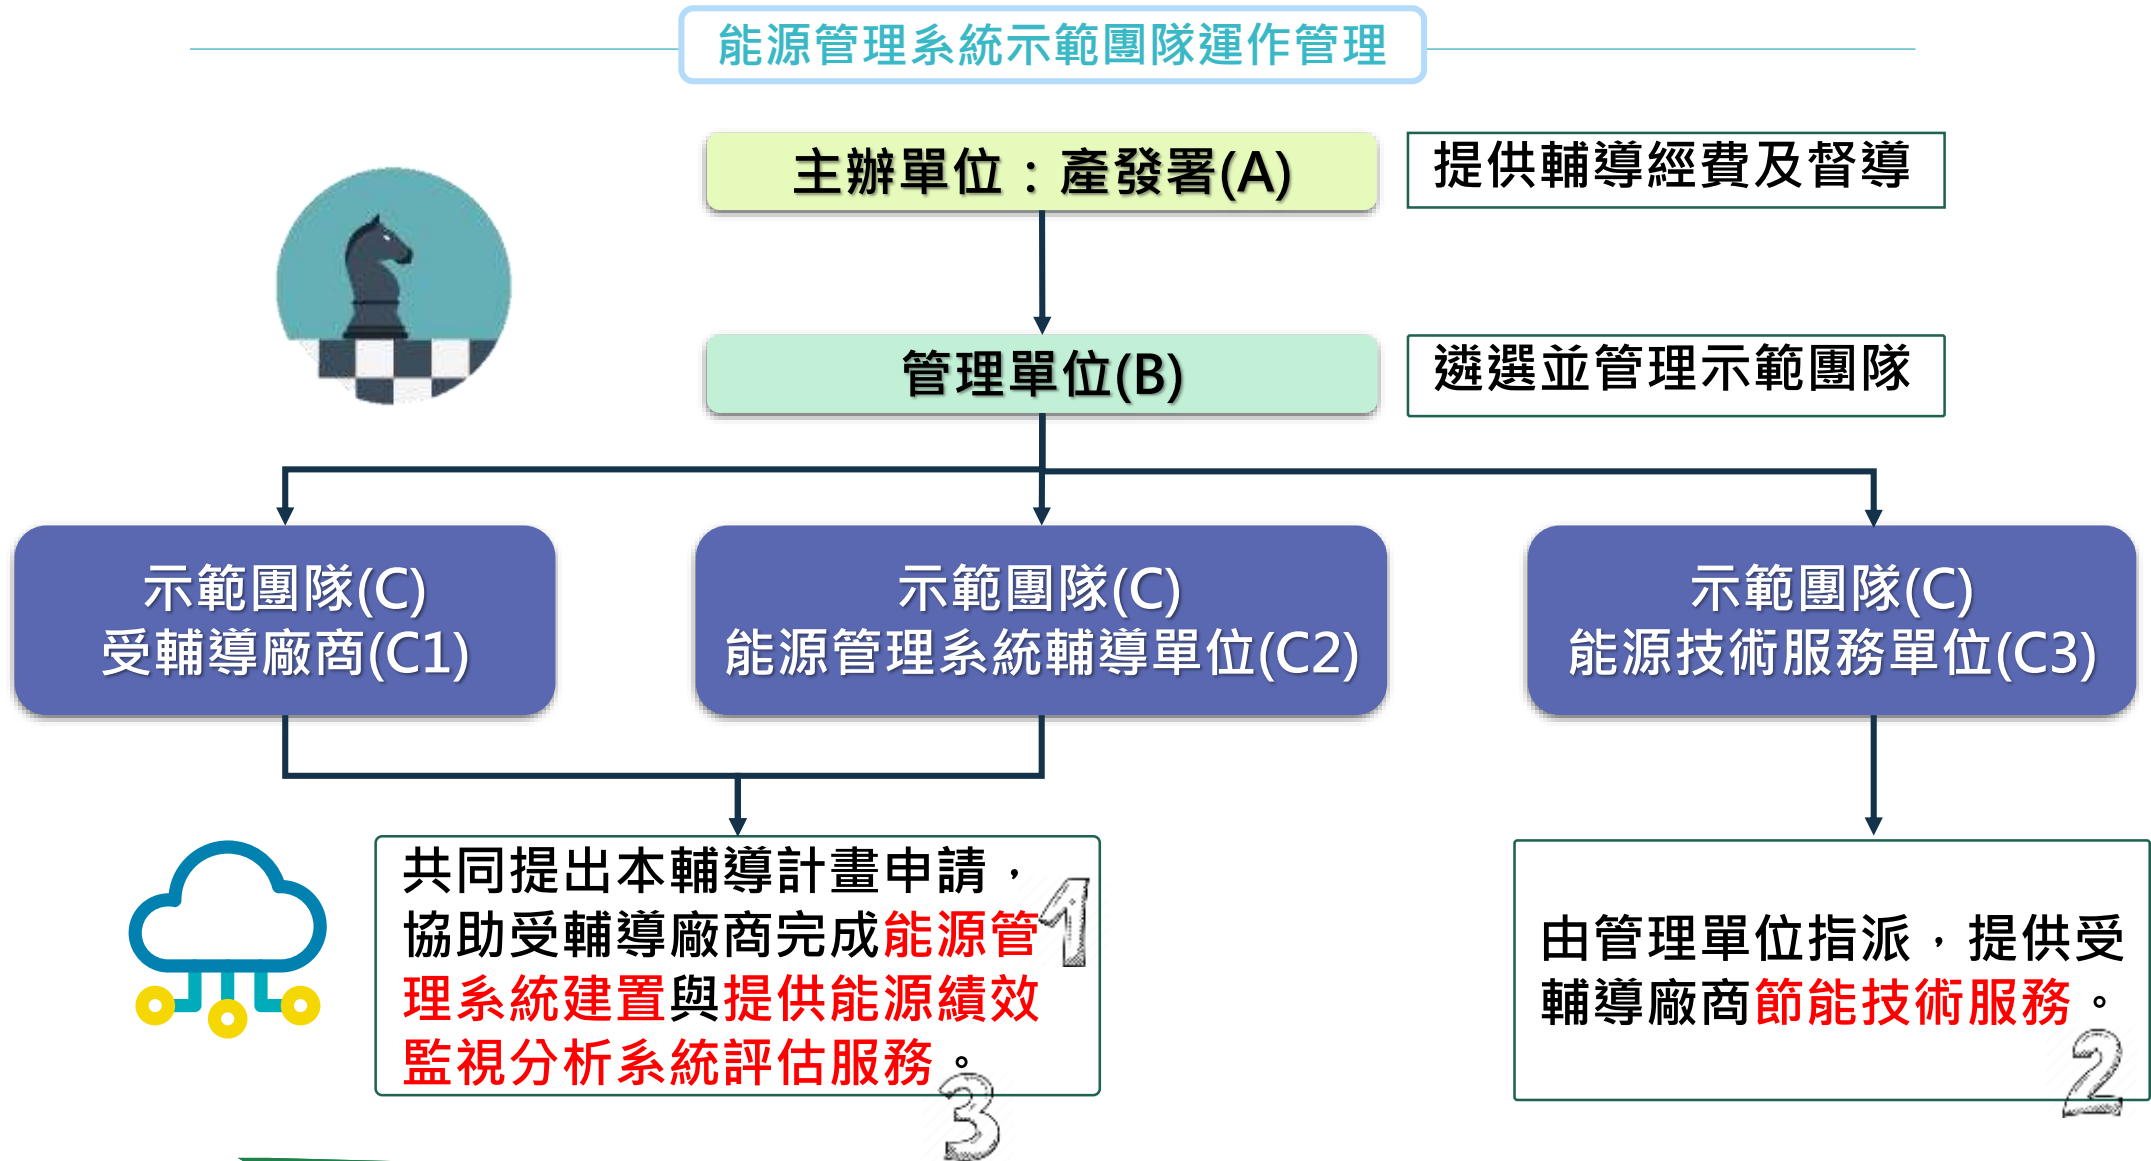 能源管理系統示範團隊運作管理
主辦單位：產發署(A)
提供輔導經費及督導
管理單位(B)
遴選並管理示範團隊
示範團隊(C)
受輔導廠商(C1)
示範團隊(C)
能源管理系統輔導單位(C2)
示範團隊(C)
能源技術服務單位(C3)
共同提出本輔導計畫申請，
協助受輔導廠商完成能源管
理系統建置與提供能源績效
監視分析系統評估服務。
1
3
由管理單位指派，提供受
輔導廠商節能技術服務。
2